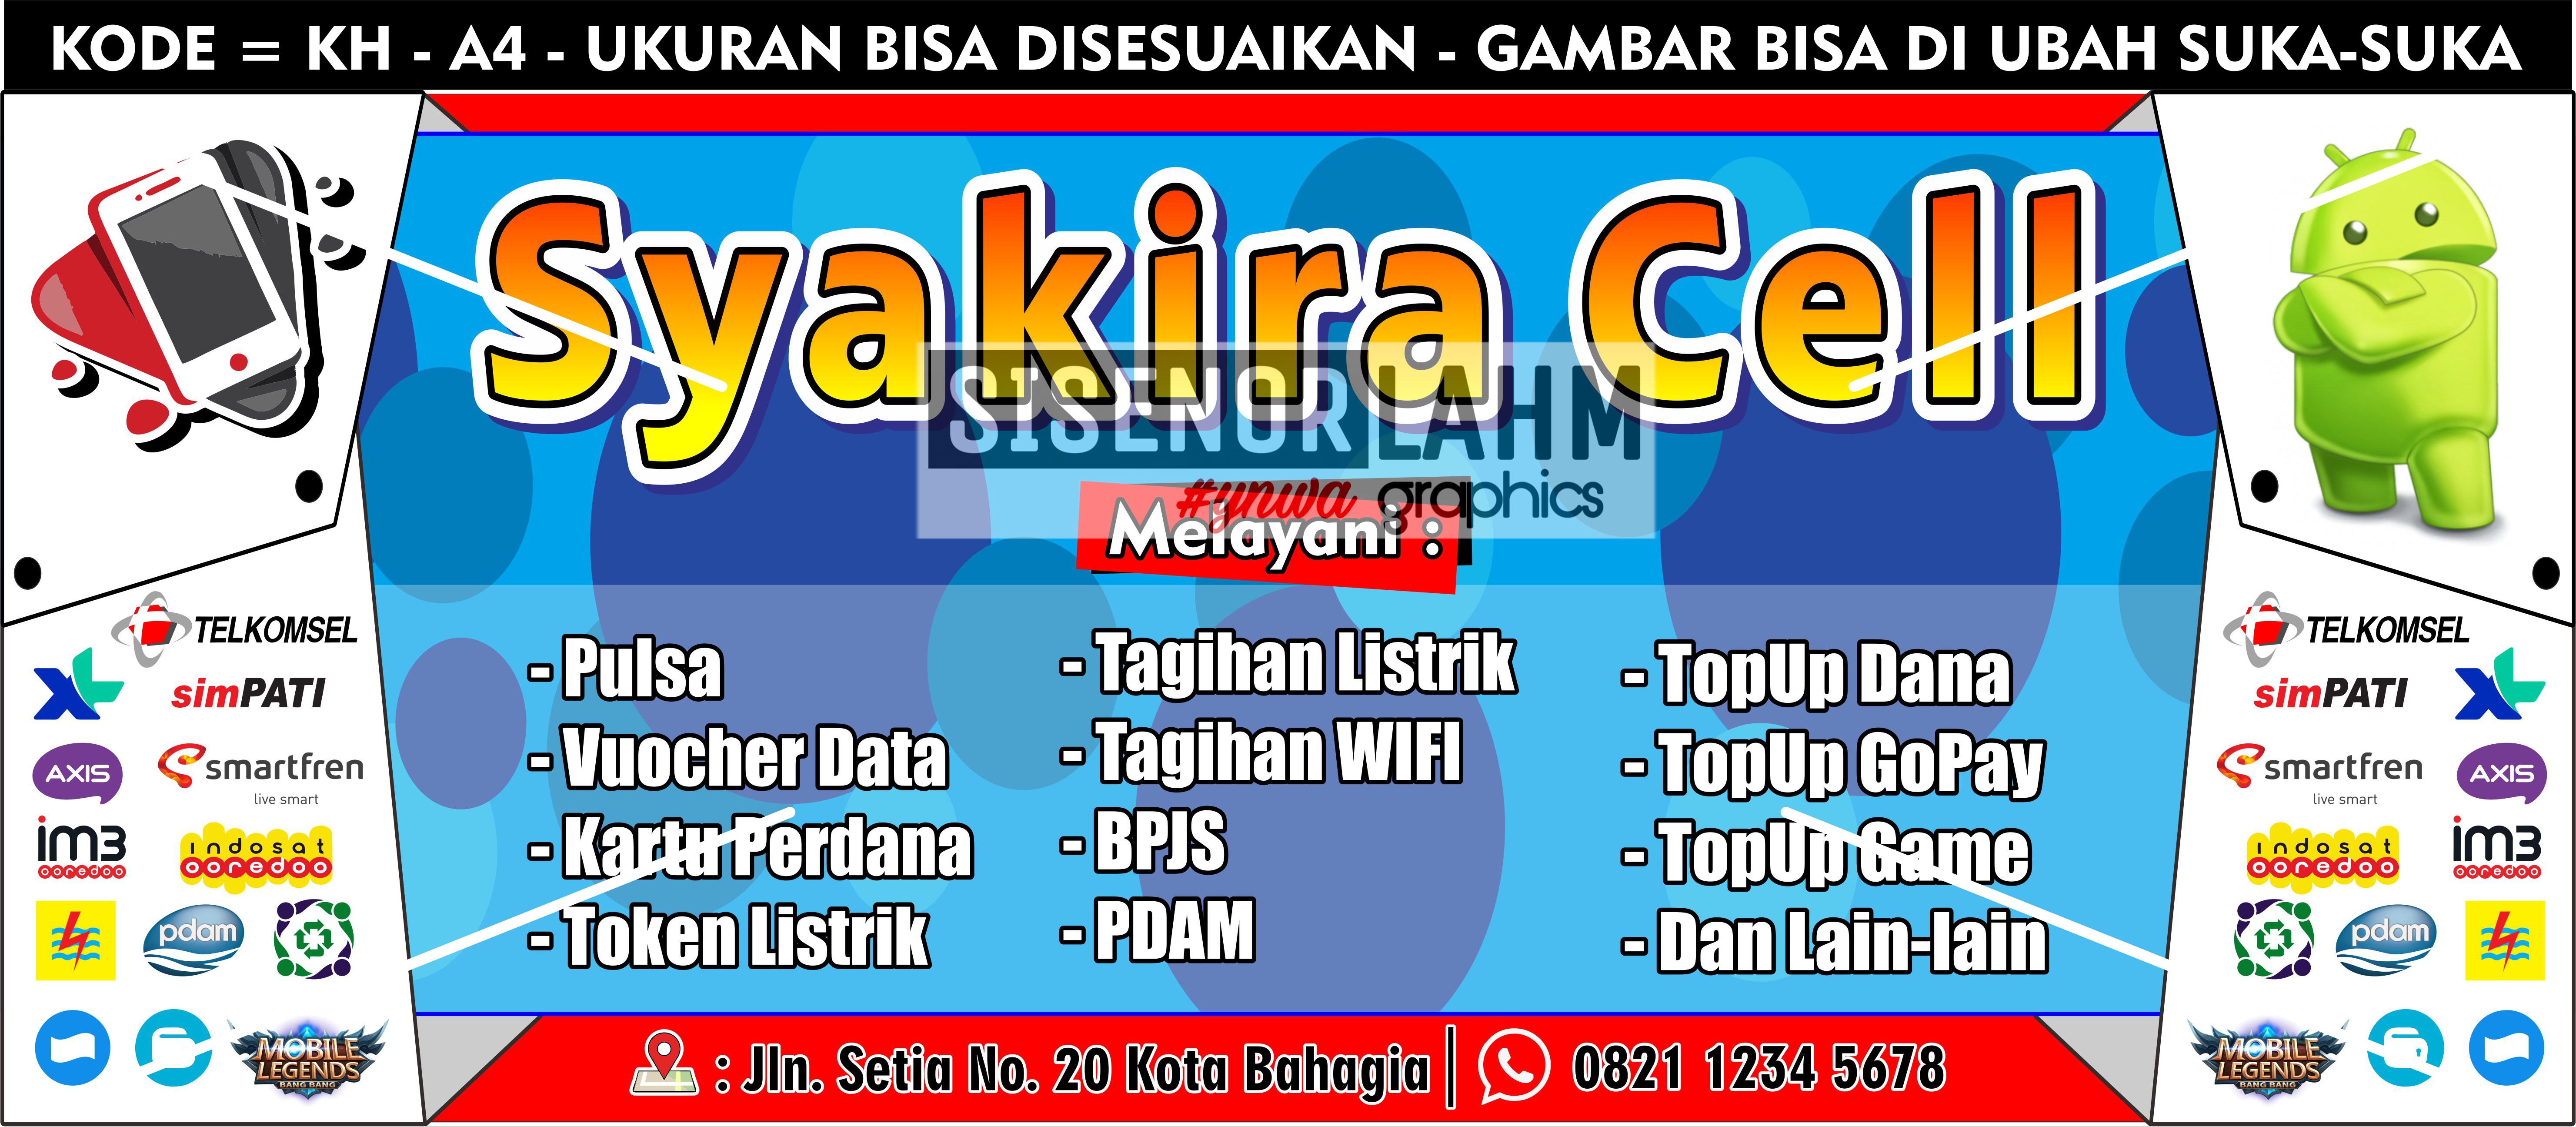 KODE = KH - A4 - UKURAN BISA DISESUAIKAN - GAMBAR BISA DI UBAH SUKA-SUKA
Syakira Cell
SISENORLAHM
#ynwa graphics
Melayani :
- Pulsa
- Vuocher Data
- Kartu Perdana
- Token Listrik
- Tagihan Listrik
- Tagihan WIFI
- BPJS
- PDAM
- TopUp Dana
- TopUp GoPay
- TopUp Game
- Dan Lain-lain
TELKOMSEL
XL simPATI
AXIS smartfren
live smart
im3 indosat
ooredoo ooredoo
pdam
MOBILE
LEGENDS
BANG BANG
TELKOMSEL
simPATI XL
smartfren AXIS
live smart
indosat im3
ooredoo ooredoo
pdam
MOBILE
LEGENDS
BANG BANG
: Jln. Setia No. 20 Kota Bahagia | 0821 1234 5678